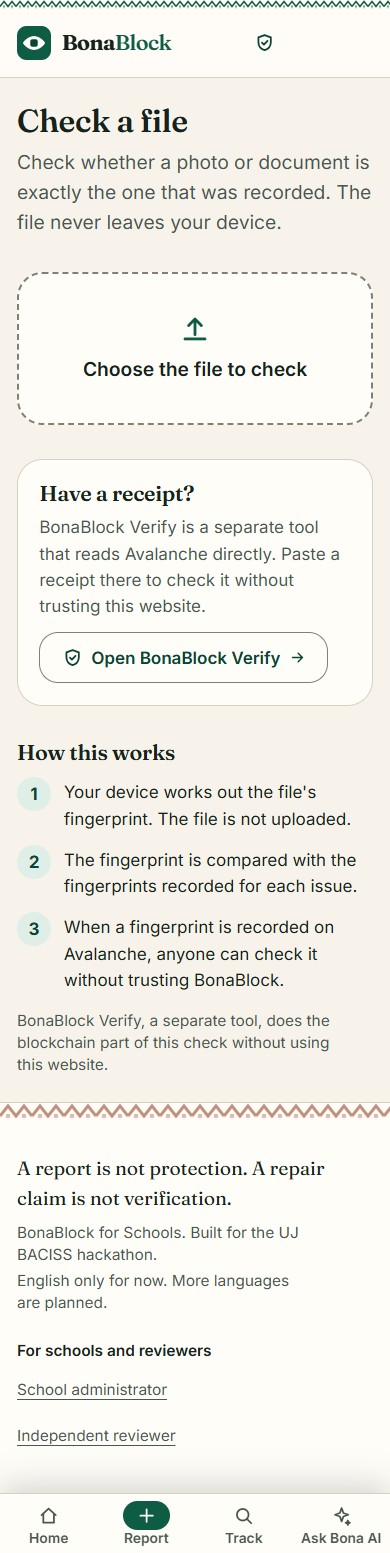 BonaBlock
Check a file
Check whether a photo or document is
exactly the one that was recorded. The
file never leaves your device.
Choose the file to check
Have a receipt?
BonaBlock Verify is a separate tool
that reads Avalanche directly. Paste a
receipt there to check it without
trusting this website.
Open BonaBlock Verify →
How this works
1 Your device works out the file's
fingerprint. The file is not uploaded.
2 The fingerprint is compared with the
fingerprints recorded for each issue.
3 When a fingerprint is recorded on
Avalanche, anyone can check it
without trusting BonaBlock.
BonaBlock Verify, a separate tool, does the
blockchain part of this check without using
this website.
A report is not protection. A repair
claim is not verification.
BonaBlock for Schools. Built for the UJ
BACISS hackathon.
English only for now. More languages
are planned.
For schools and reviewers
School administrator
Independent reviewer
Home Report Track Ask Bona AI